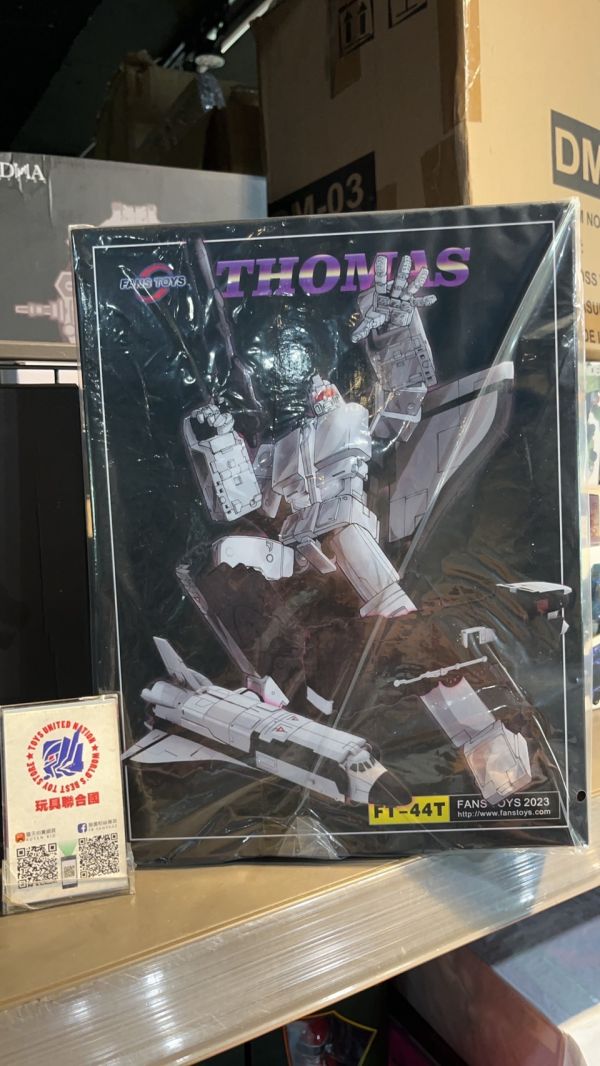 DNA
M-03
DM
FANS TOYS
THOMAS
TOYS UNITED NATION
WORLD'S BEST TOY STORE
玩具聯合國
FT-44T
FANS TOYS 2023
http://www.fanstoys.com